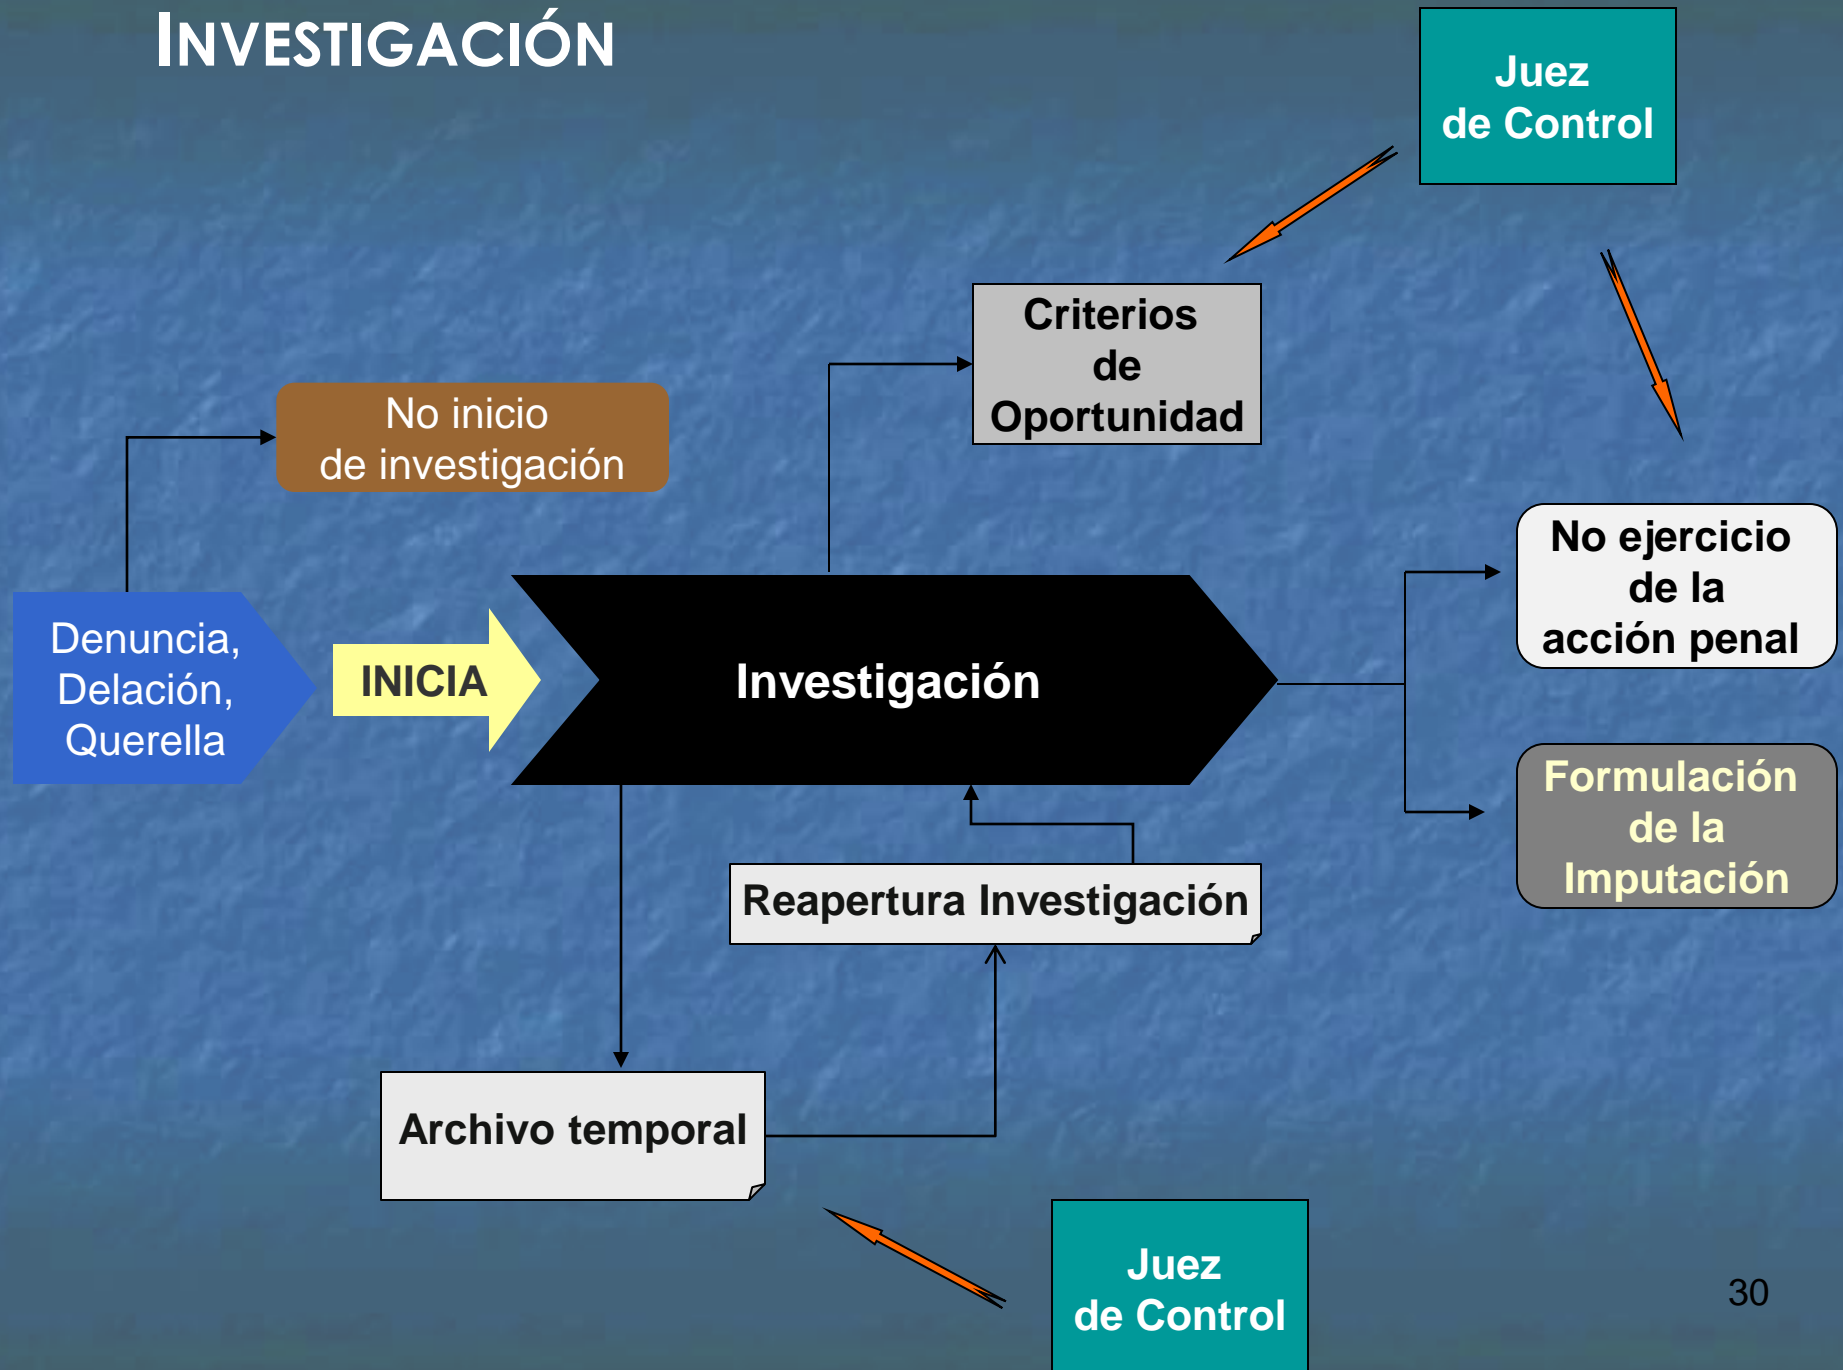 INVESTIGACIÓN
Juez
de Control
Criterios
de
Oportunidad
No inicio
de investigación
No ejercicio
de la
acción penal
Denuncia,
Delación,
Querella
INICIA
Investigación
Formulación
de la
Imputación
Reapertura Investigación
Archivo temporal
Juez
de Control
30